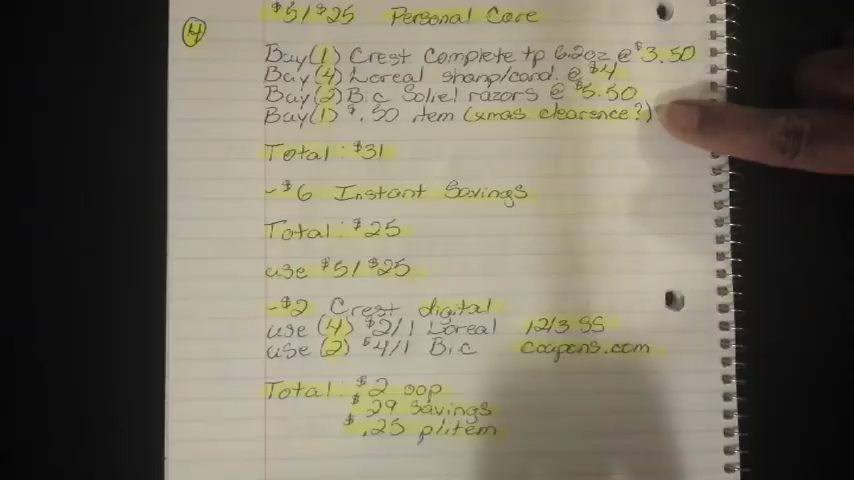 $5/$25 Personal Care
4
Buy(1) Crest Complete tp 6.2oz @ $3.50
Buy(4) Loreal shamp/cond. @ $4
Buy(2) Bic Soliel razors @ $5.50
Buy(1) $.50 item (xmas clearence?)
Total: $31
-$6 Instant Savings
Total: $25
use $5/$25
-$2 Crest digital
use (4) $2/1 Loreal 12/3 SS
use (2) $4/1 Bic coupons.com
Total: $2 oop
$29 savings
$.25 p/item